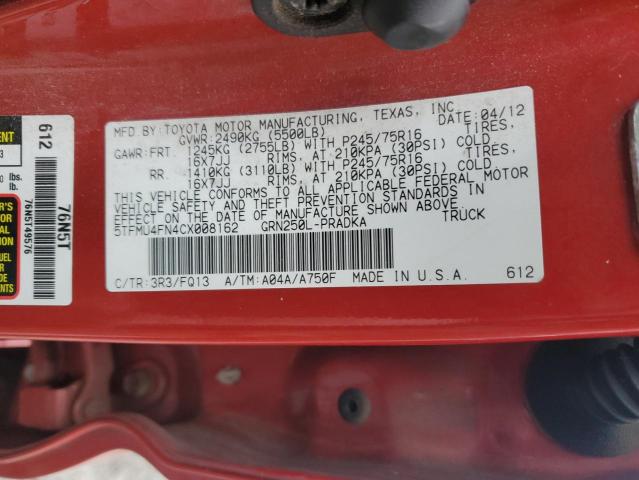 MFD.BY:TOYOTA MOTOR MANUFACTURING, TEXAS, INC. DATE: 04/12
GVWR:2490KG (5500LB)
GAWR:FRT. 1245KG (2755LB) WITH P245/75R16 TIRES,
16X7JJ RIMS, AT 210KPA (30PSI) COLD
RR. 1410KG (3110LB) WITH P245/75R16 TIRES,
16X7JJ RIMS, AT 210KPA (30PSI) COLD
THIS VEHICLE CONFORMS TO ALL APPLICABLE FEDERAL MOTOR
VEHICLE SAFETY AND THEFT PREVENTION STANDARDS IN
EFFECT ON THE DATE OF MANUFACTURE SHOWN ABOVE.
5TFMU4FN4CX008162 GRN250L-PRADKA TRUCK
C/TR:3R3/FQ13 A/TM:A04A/A750F MADE IN U.S.A. 612
612
76N5T
76N5T49576
lbs.
lb.